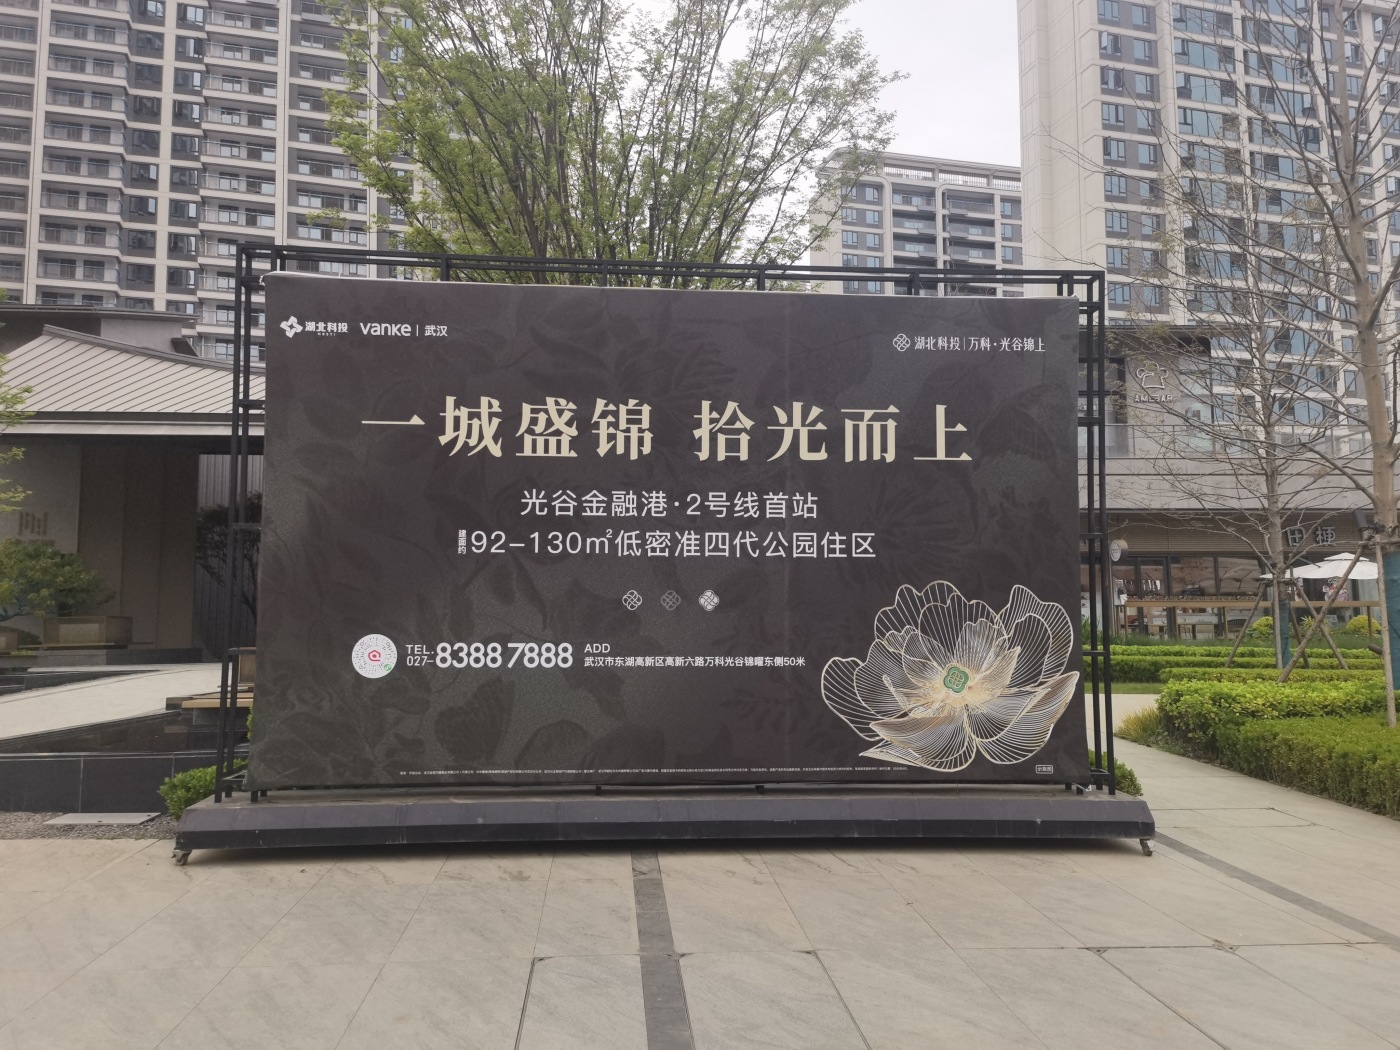 湖北科投 vanke | 武汉
湖北科投 | 万科·光谷锦上
一城盛锦 拾光而上
光谷金融港·2号线首站
建面约92-130㎡低密准四代公园住区
TEL. 027-8388 7888
ADD
武汉市东湖高新区高新六路万科光谷锦曜东侧50米